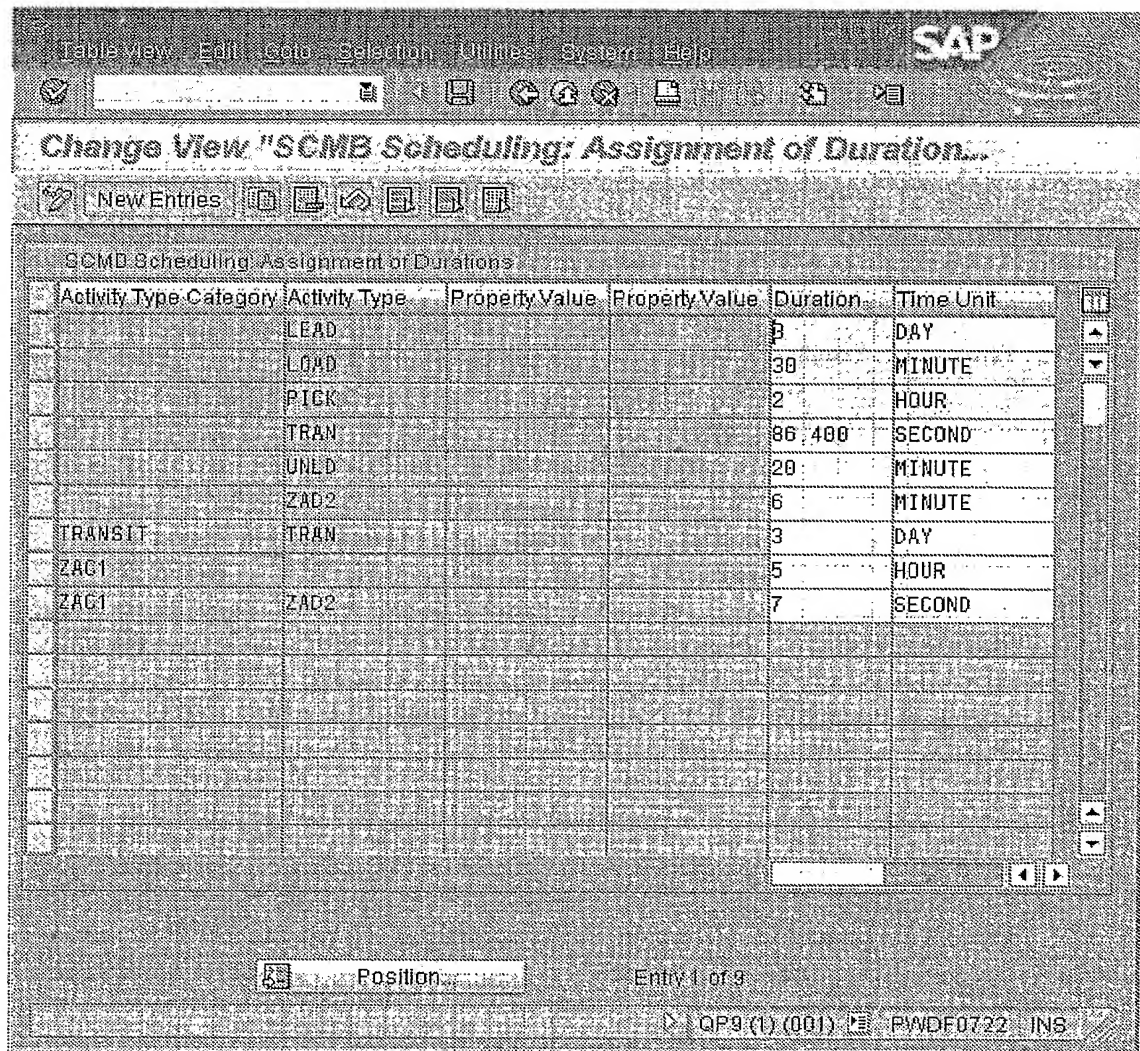 Table view Edit Goto Selection Utilities System Help
SAP
Change View "SCMB Scheduling: Assignment of Duration...
New Entries
SCMB Scheduling: Assignment of Durations
Activity Type Category Activity Type Property Value Property Value Duration Time Unit
LEAD DAY
LOAD 30 MINUTE
PICK 2 HOUR
TRAN 86,400 SECOND
UNLD 20 MINUTE
ZAD2 6 MINUTE
TRANSIT TRAN 3 DAY
ZAC1 5 HOUR
ZAC1 ZAD2 7 SECOND
Position...
Entry 1 of 9
QP9 (1) (001) PWDF0722 INS